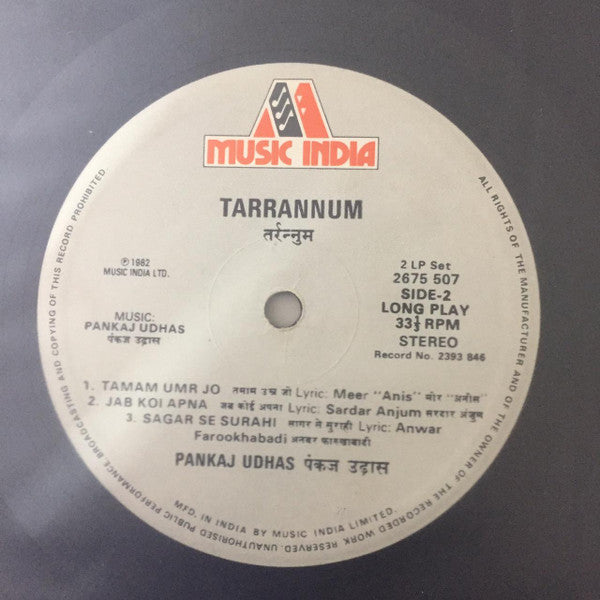 MUSIC INDIA
TARRANNUM
तर्रन्नुम
℗1982
MUSIC INDIA LTD.
MUSIC:
PANKAJ UDHAS
पंकज उद्दास
2 LP Set
2675 507
SIDE-2
LONG PLAY
33⅓ RPM
STEREO
Record No. 2393 846
1. TAMAM UMR JO तमाम उम्र जो Lyric: Meer "Anis" मीर "अनीस"
2. JAB KOI APNA जब कोई अपना Lyric: Sardar Anjum सरदार अंजुम
3. SAGAR SE SURAHI सागर से सुराही Lyric: Anwar
Farookhabadi अनवर फारुखाबादी
PANKAJ UDHAS पंकज उद्दास
MFD. IN INDIA BY MUSIC INDIA LIMITED.
ALL RIGHTS OF THE MANUFACTURER AND OF THE OWNER OF THE RECORDED WORK RESERVED. UNAUTHORISED PUBLIC PERFORMANCE BROADCASTING AND COPYING OF THIS RECORD PROHIBITED